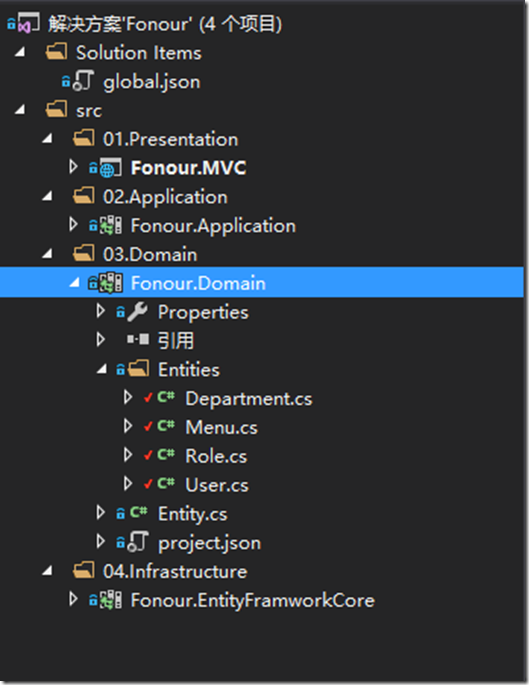 解决方案'Fonour' (4 个项目)
Solution Items
global.json
src
01.Presentation
Fonour.MVC
02.Application
Fonour.Application
03.Domain
Fonour.Domain
Properties
引用
Entities
C# Department.cs
C# Menu.cs
C# Role.cs
C# User.cs
C# Entity.cs
project.json
04.Infrastructure
Fonour.EntityFramworkCore